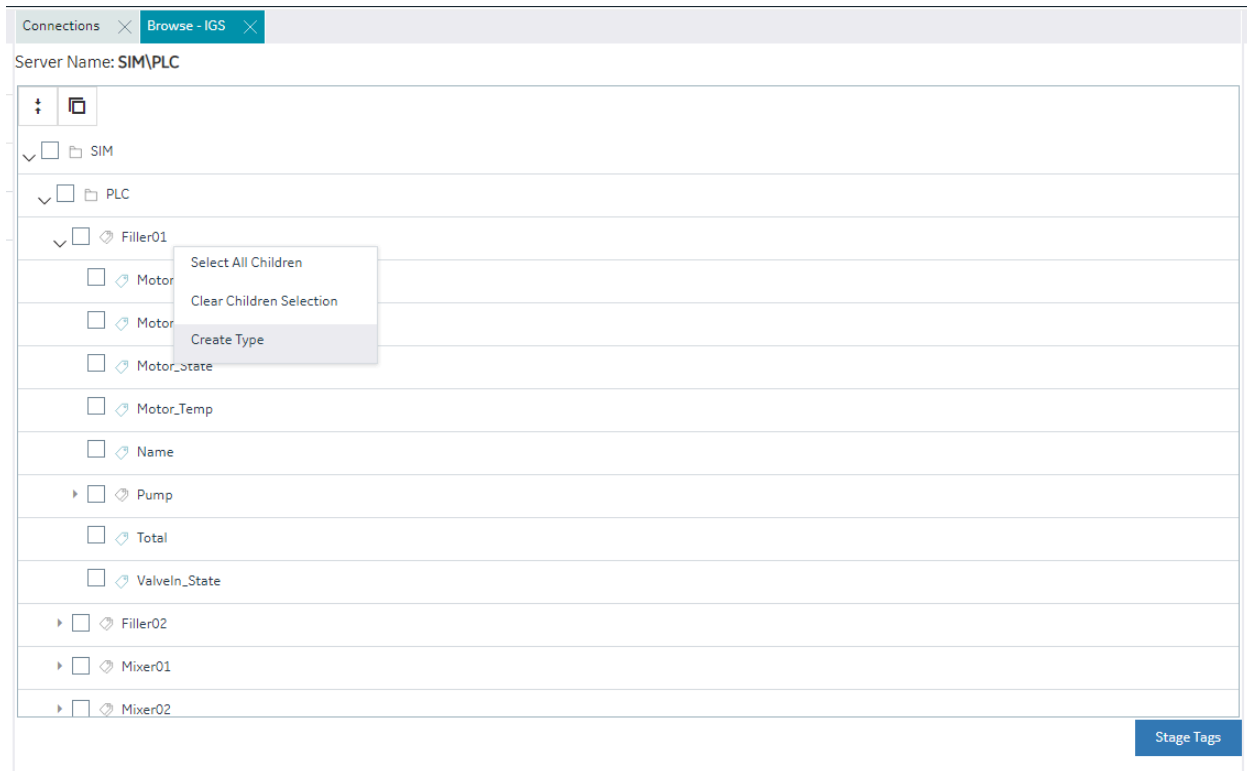 Connections
Browse - IGS
Server Name: SIM\PLC
SIM
PLC
Filler01
Select All Children
Motor
Clear Children Selection
Motor
Create Type
Motor_State
Motor_Temp
Name
Pump
Total
ValveIn_State
Filler02
Mixer01
Mixer02
Stage Tags